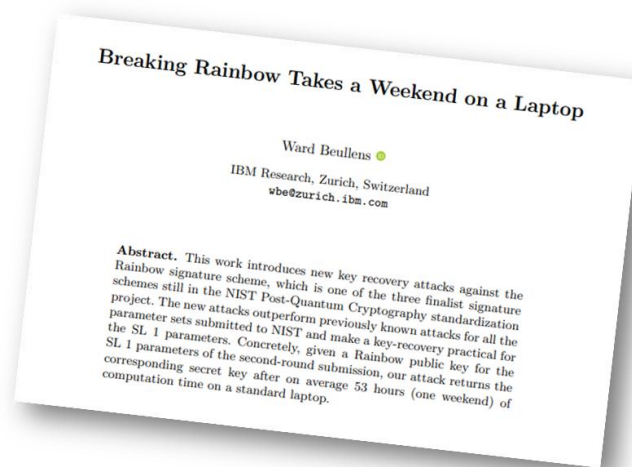 Breaking Rainbow Takes a Weekend on a Laptop
Ward Beullens
IBM Research, Zurich, Switzerland
wbe@zurich.ibm.com
Abstract. This work introduces new key recovery attacks against the
Rainbow signature scheme, which is one of the three finalist signature
schemes still in the NIST Post-Quantum Cryptography standardization
project. The new attacks outperform previously known attacks for all the
parameter sets submitted to NIST and make a key-recovery practical for
the SL 1 parameters. Concretely, given a Rainbow public key for the
SL 1 parameters of the second-round submission, our attack returns the
corresponding secret key after on average 53 hours (one weekend) of
computation time on a standard laptop.